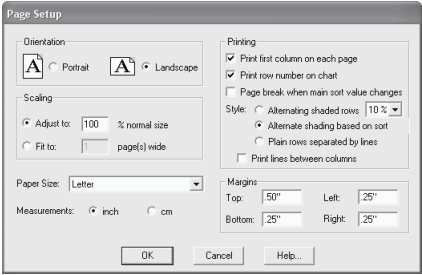 Page Setup
Orientation
A Portrait
A Landscape
Scaling
Adjust to: 100 % normal size
Fit to: 1 page(s) wide
Paper Size: Letter
Measurements: inch cm
Printing
Print first column on each page
Print row number on chart
Page break when main sort value changes
Style: Alternating shaded rows 10 %
Alternate shading based on sort
Plain rows separated by lines
Print lines between columns
Margins
Top: .50" Left: .25"
Bottom: .25" Right: .25"
OK Cancel Help...